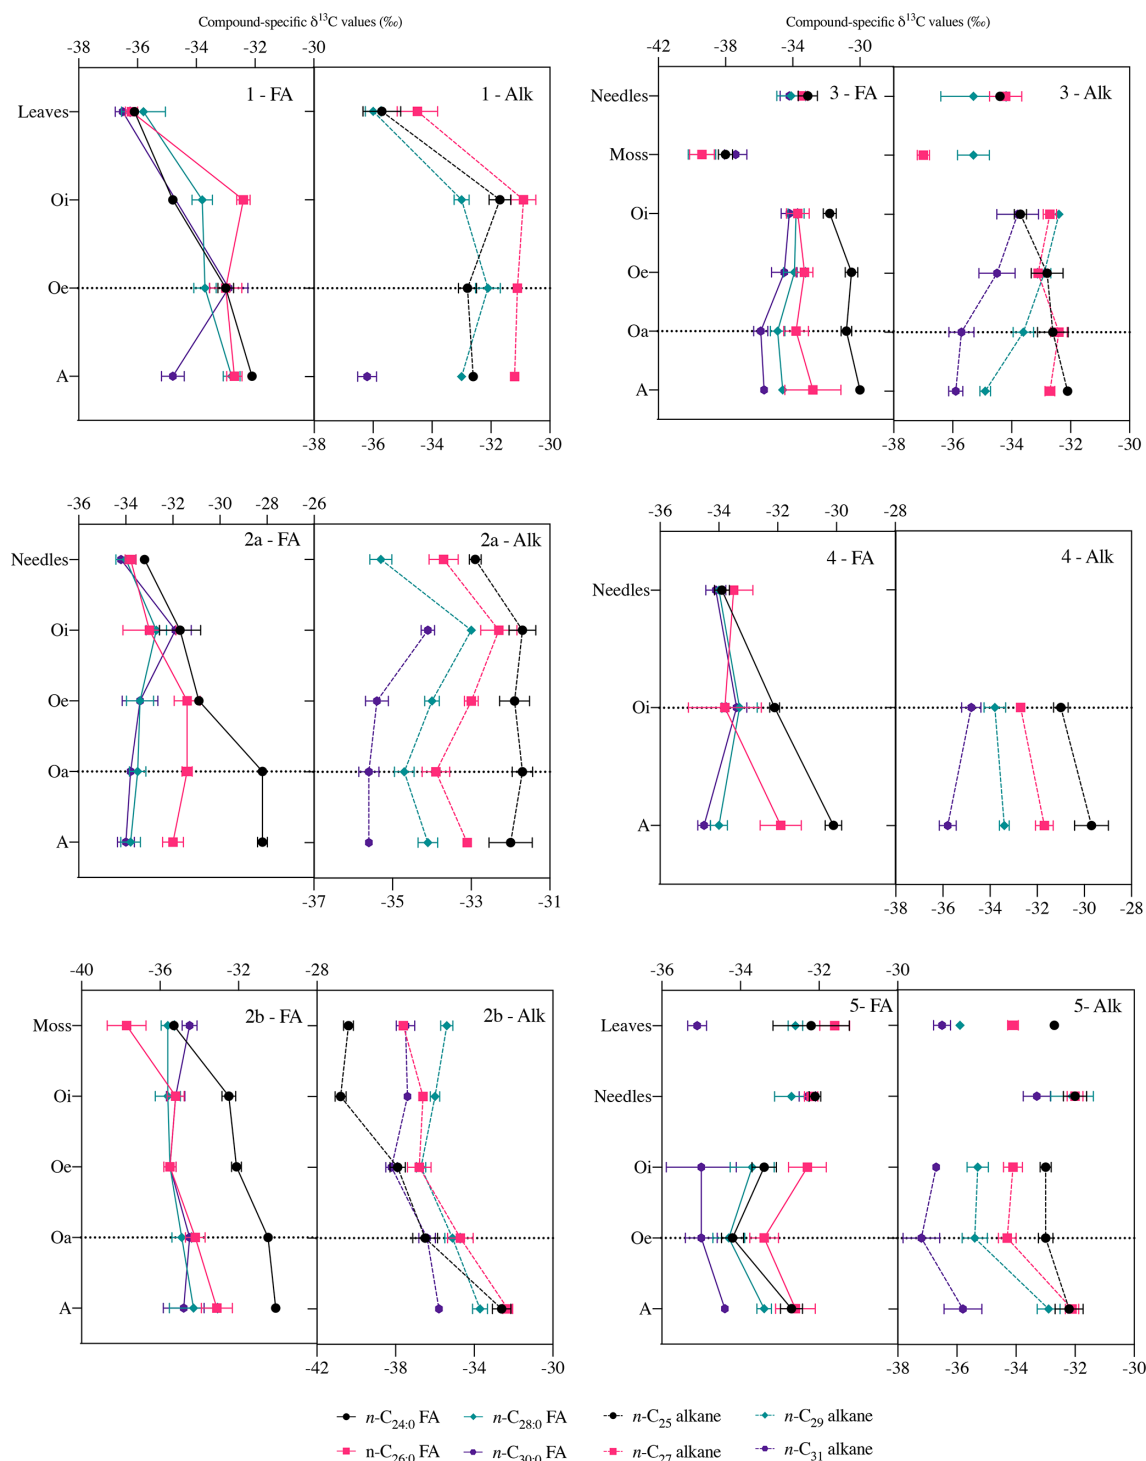 Compound-specific δ¹³C values (‰)
-38 -36 -34 -32 -30
1 - FA 1 - Alk
Leaves
Oi
Oe
A
-38 -36 -34 -32 -30
Compound-specific δ¹³C values (‰)
-42 -38 -34 -30
3 - FA 3 - Alk
Needles
Moss
Oi
Oe
Oa
A
-38 -36 -34 -32 -30
-36 -34 -32 -30 -28 -26
2a - FA 2a - Alk
Needles
Oi
Oe
Oa
A
-37 -35 -33 -31
-36 -34 -32 -30 -28
4 - FA 4 - Alk
Needles
Oi
A
-38 -36 -34 -32 -30 -28
-40 -36 -32 -28
2b - FA 2b - Alk
Moss
Oi
Oe
Oa
A
-42 -38 -34 -30
-36 -34 -32 -30
5 - FA 5- Alk
Leaves
Needles
Oi
Oe
A
-38 -36 -34 -32 -30
n-C₂₄:₀ FA n-C₂₈:₀ FA n-C₂₅ alkane n-C₂₉ alkane
n-C₂₆:₀ FA n-C₃₀:₀ FA n-C₂₇ alkane n-C₃₁ alkane